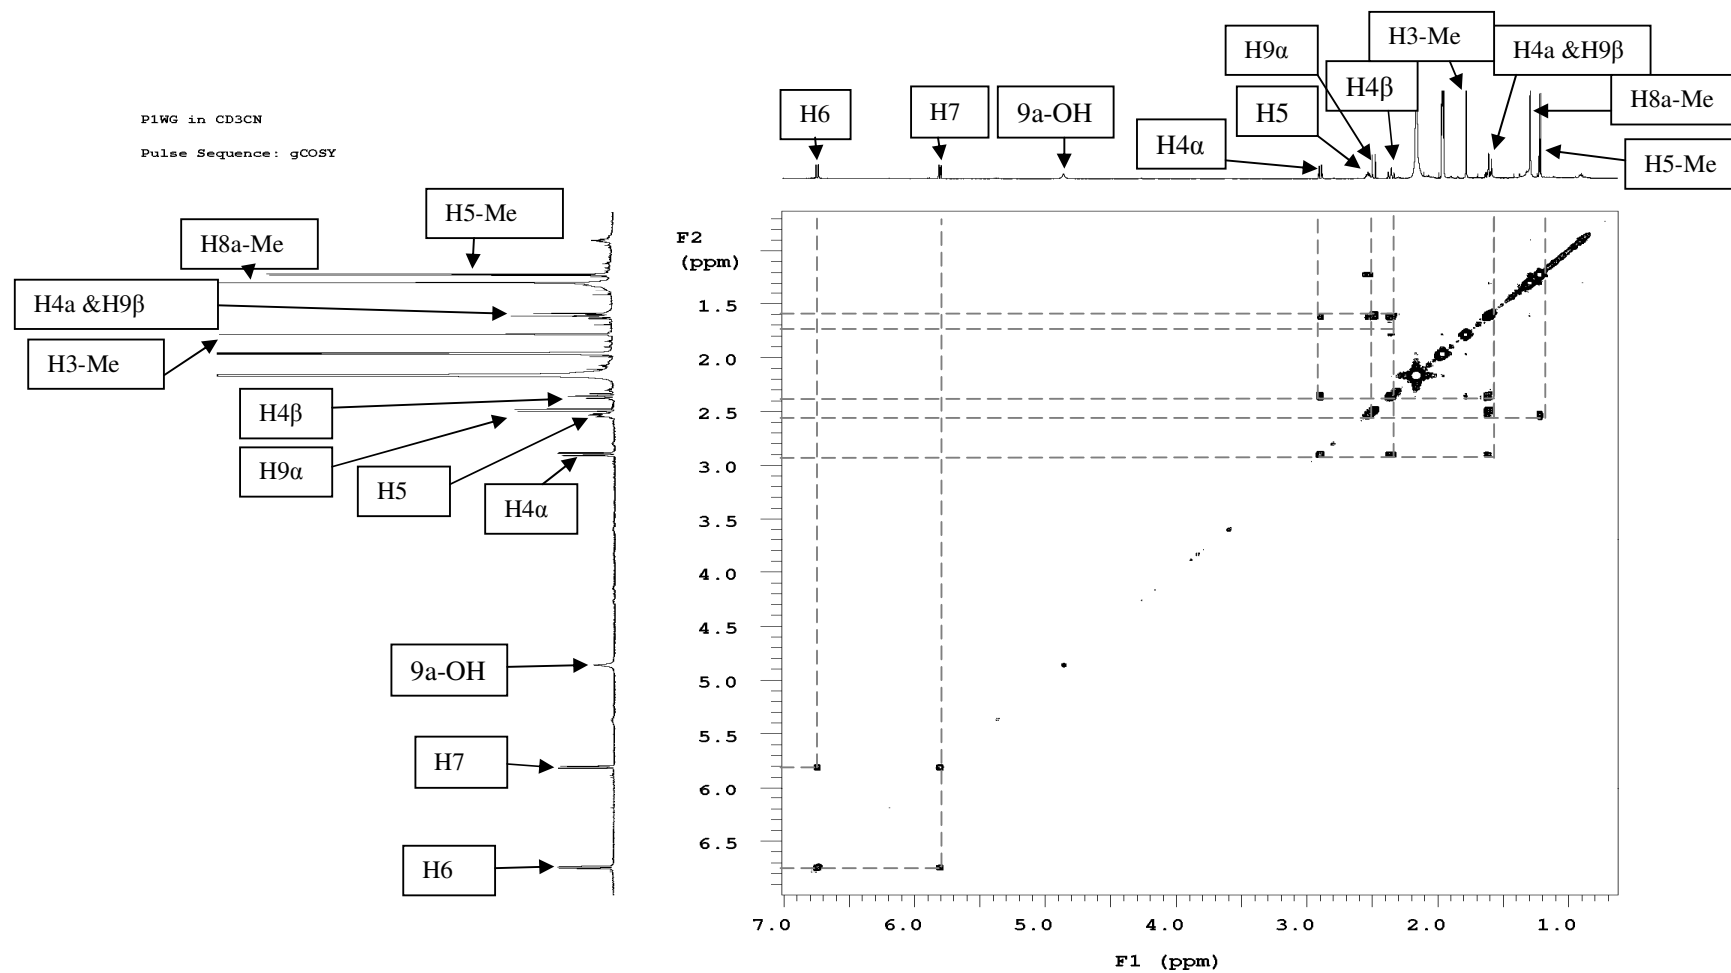 H9α
H3-Me
H4a &H9β
H6
H7
9a-OH
H5
H4β
H8a-Me
P1WG in CD3CN
H4α
H5-Me
Pulse Sequence: gCOSY
H5-Me
H8a-Me
F2
(ppm)
H4a &H9β
1.5
H3-Me
2.0
H4β
2.5
H9α
H5
3.0
H4α
3.5
4.0
4.5
9a-OH
5.0
5.5
H7
6.0
6.5
H6
7.0 6.0 5.0 4.0 3.0 2.0 1.0
F1 (ppm)